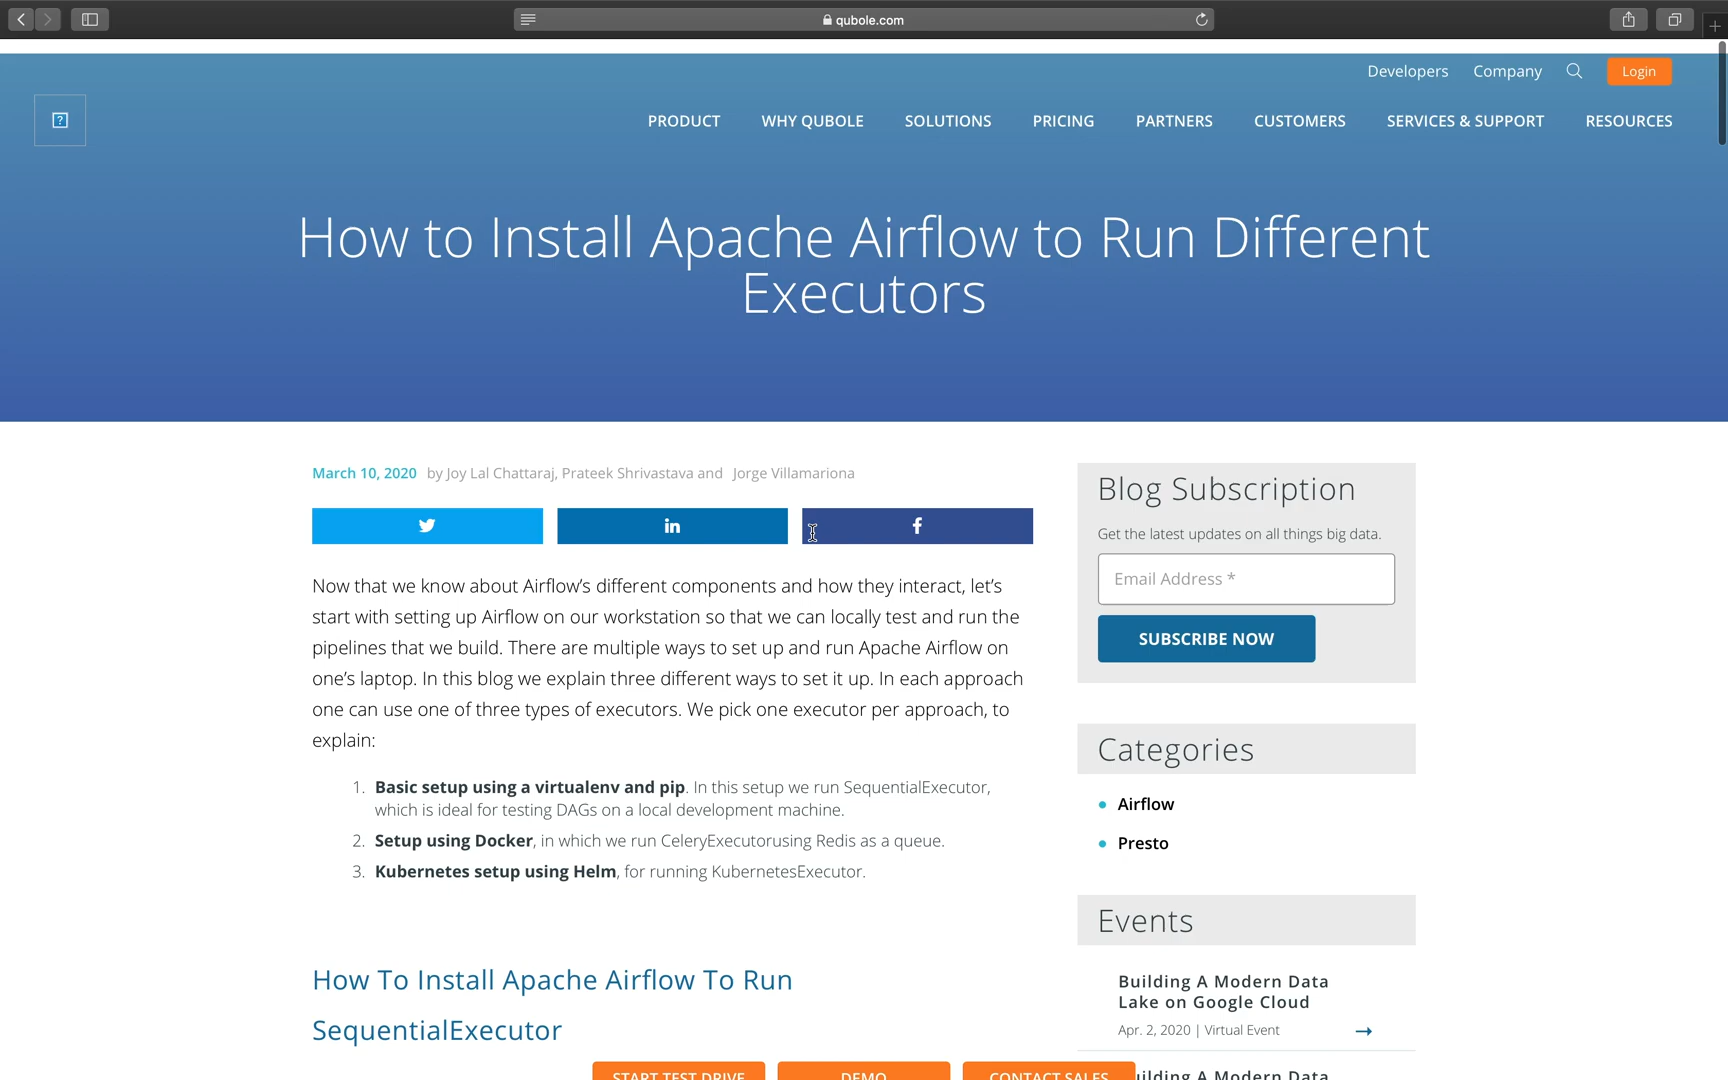 qubole.com
Developers Company Login
PRODUCT WHY QUBOLE SOLUTIONS PRICING PARTNERS CUSTOMERS SERVICES & SUPPORT RESOURCES
How to Install Apache Airflow to Run Different
Executors
March 10, 2020 by Joy Lal Chattaraj, Prateek Shrivastava and Jorge Villamariona
Now that we know about Airflow’s different components and how they interact, let’s
start with setting up Airflow on our workstation so that we can locally test and run the
pipelines that we build. There are multiple ways to set up and run Apache Airflow on
one’s laptop. In this blog we explain three different ways to set it up. In each approach
one can use one of three types of executors. We pick one executor per approach, to
explain:
1. Basic setup using a virtualenv and pip. In this setup we run SequentialExecutor,
which is ideal for testing DAGs on a local development machine.
2. Setup using Docker, in which we run CeleryExecutorusing Redis as a queue.
3. Kubernetes setup using Helm, for running KubernetesExecutor.
How To Install Apache Airflow To Run
SequentialExecutor
Blog Subscription
Get the latest updates on all things big data.
Email Address *
SUBSCRIBE NOW
Categories
Airflow
Presto
Events
Building A Modern Data
Lake on Google Cloud
Apr. 2, 2020 | Virtual Event
START TEST DRIVE DEMO CONTACT SALES
uilding A Modern Data